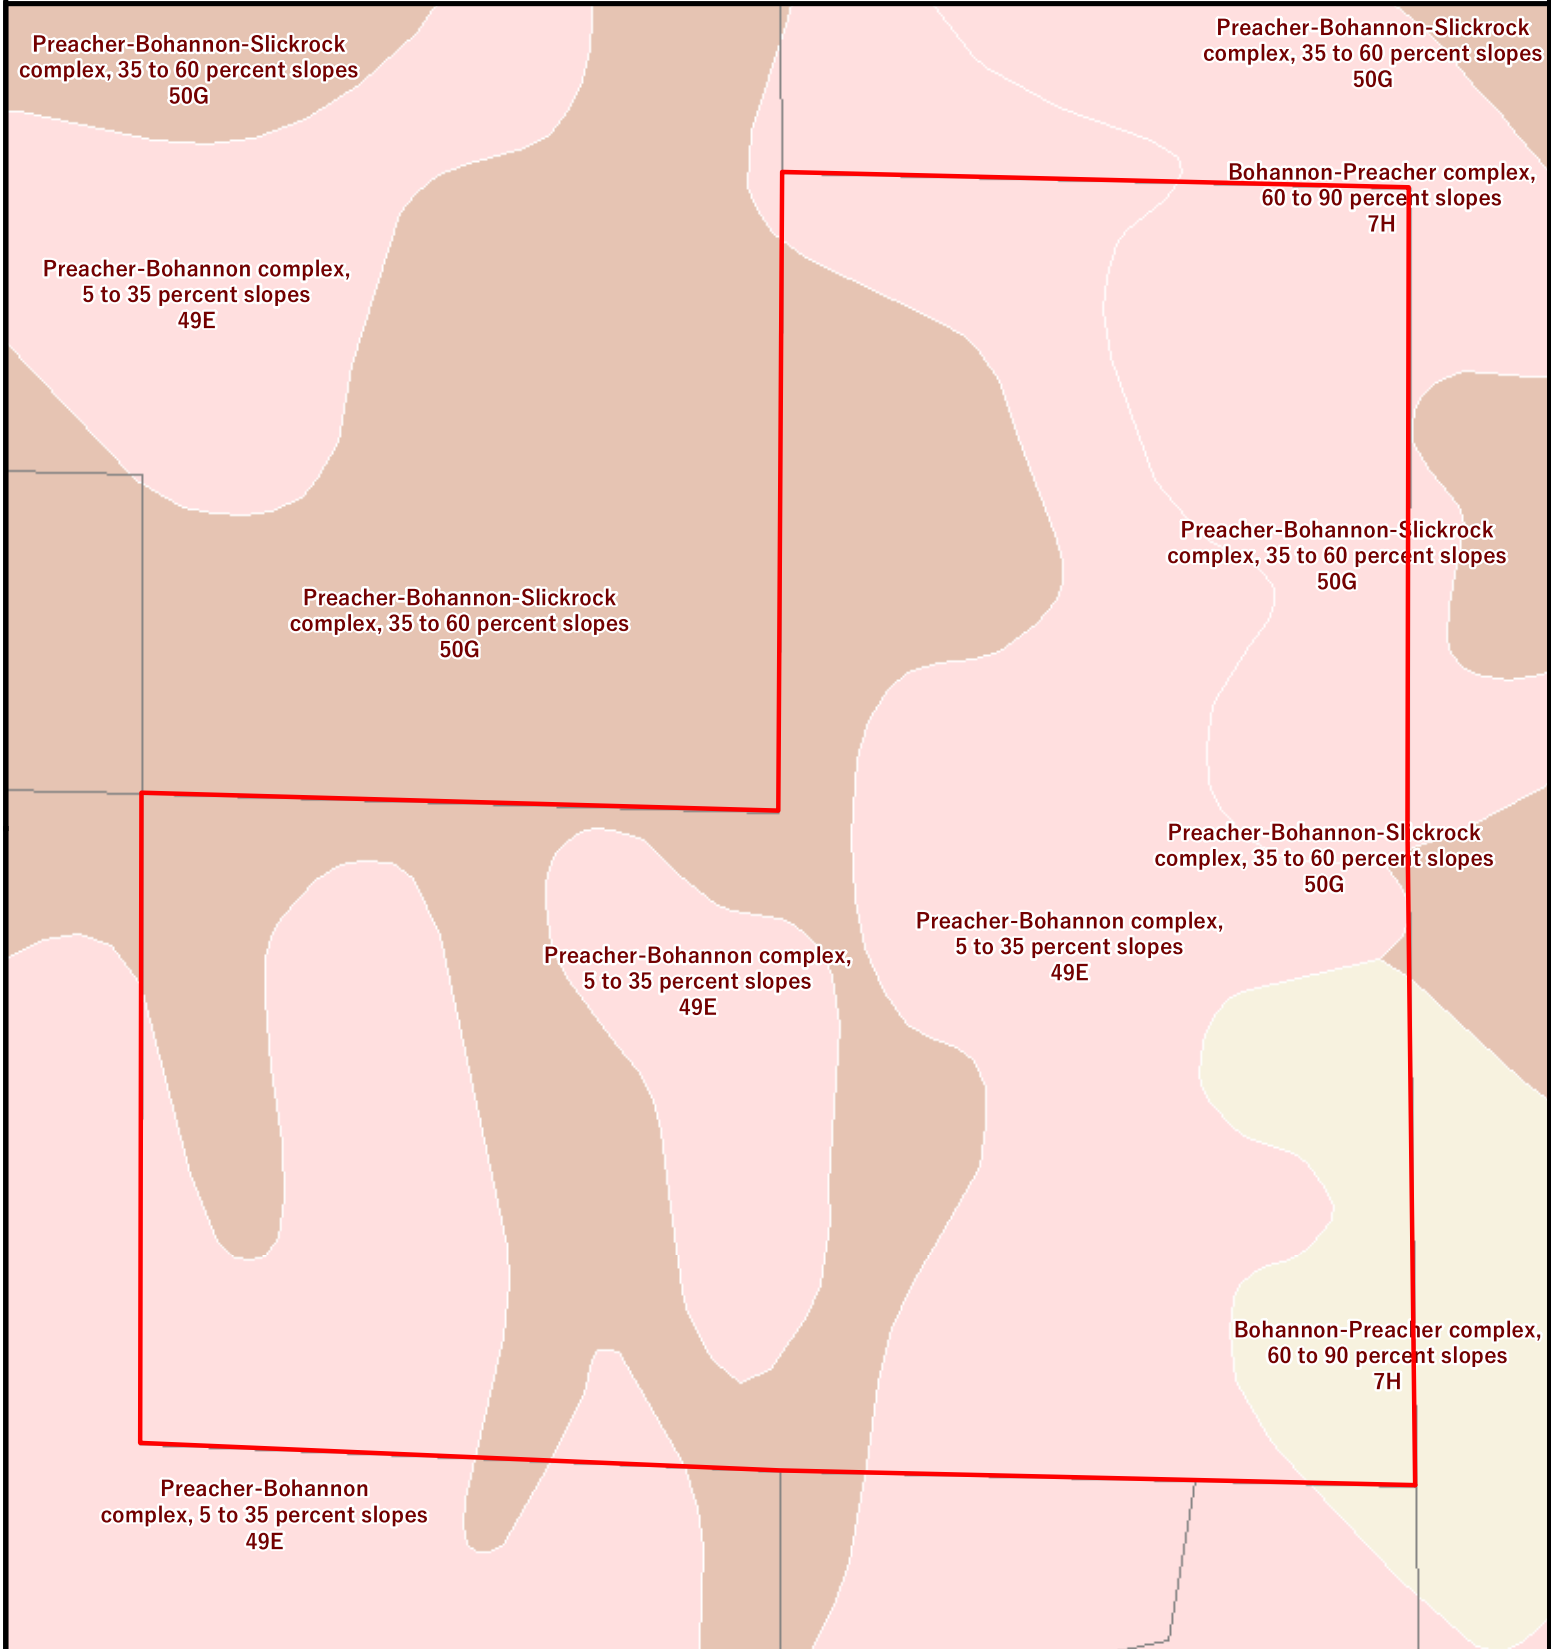 Preacher-Bohannon-Slickrock
complex, 35 to 60 percent slopes
50G
Preacher-Bohannon-Slickrock
complex, 35 to 60 percent slopes
50G
Bohannon-Preacher complex,
60 to 90 percent slopes
7H
Preacher-Bohannon complex,
5 to 35 percent slopes
49E
Preacher-Bohannon-Slickrock
complex, 35 to 60 percent slopes
50G
Preacher-Bohannon-Slickrock
complex, 35 to 60 percent slopes
50G
Preacher-Bohannon-Slickrock
complex, 35 to 60 percent slopes
50G
Preacher-Bohannon complex,
5 to 35 percent slopes
49E
Preacher-Bohannon complex,
5 to 35 percent slopes
49E
Bohannon-Preacher complex,
60 to 90 percent slopes
7H
Preacher-Bohannon
complex, 5 to 35 percent slopes
49E